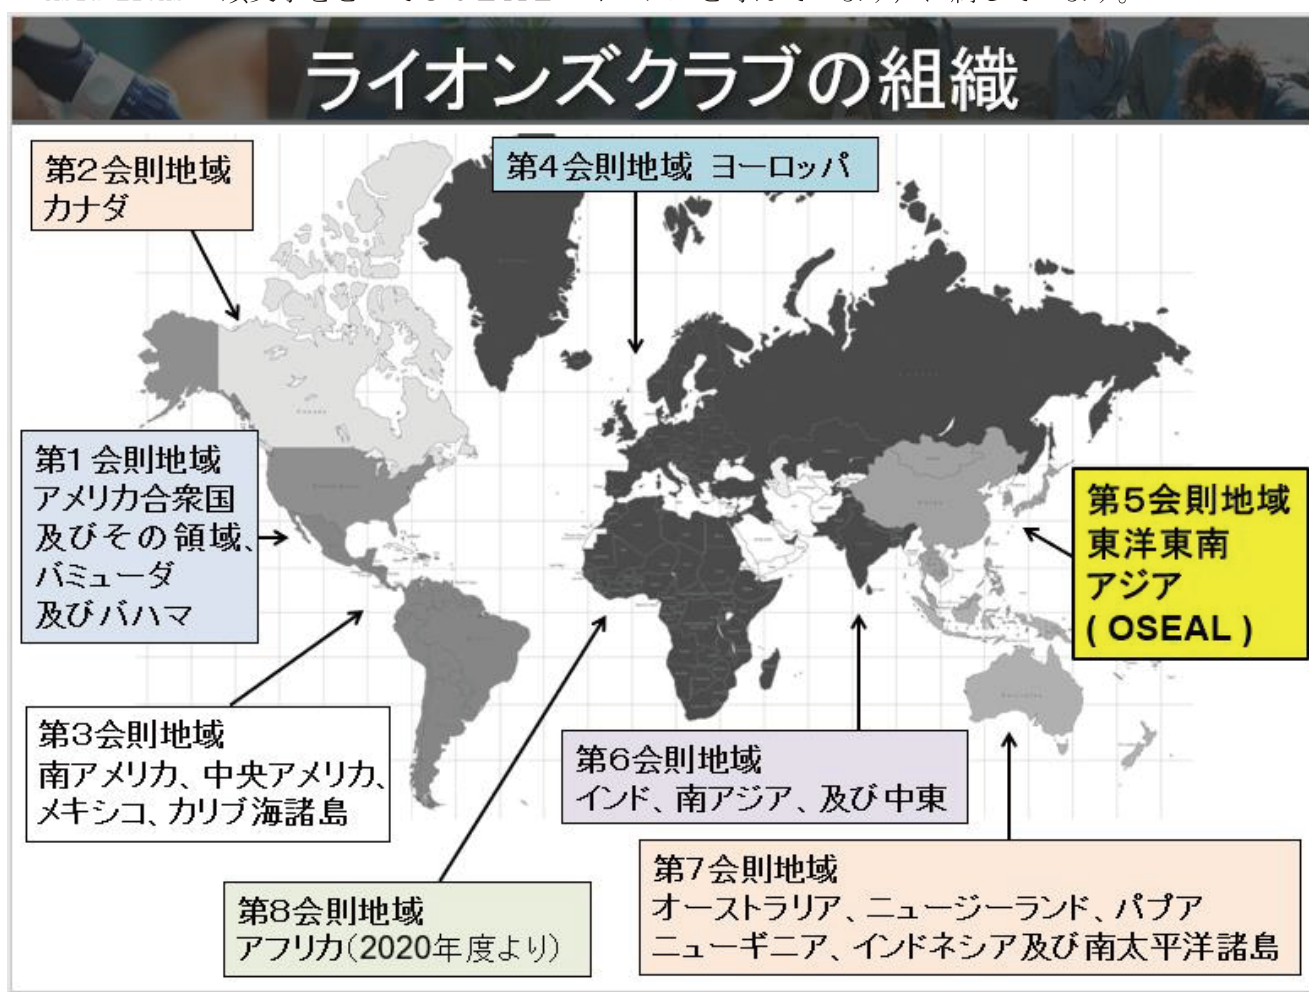 ライオンズクラブの組織
第2会則地域
カナダ
第4会則地域 ヨーロッパ
第1会則地域
アメリカ合衆国
及びその領域、
バミューダ
及びバハマ
第5会則地域
東洋東南
アジア
( OSEAL )
第3会則地域
南アメリカ、中央アメリカ、
メキシコ、カリブ海諸島
第6会則地域
インド、南アジア、及び中東
第7会則地域
オーストラリア、ニュージーランド、パプア
ニューギニア、インドネシア及び南太平洋諸島
第8会則地域
アフリカ(2020年度より)